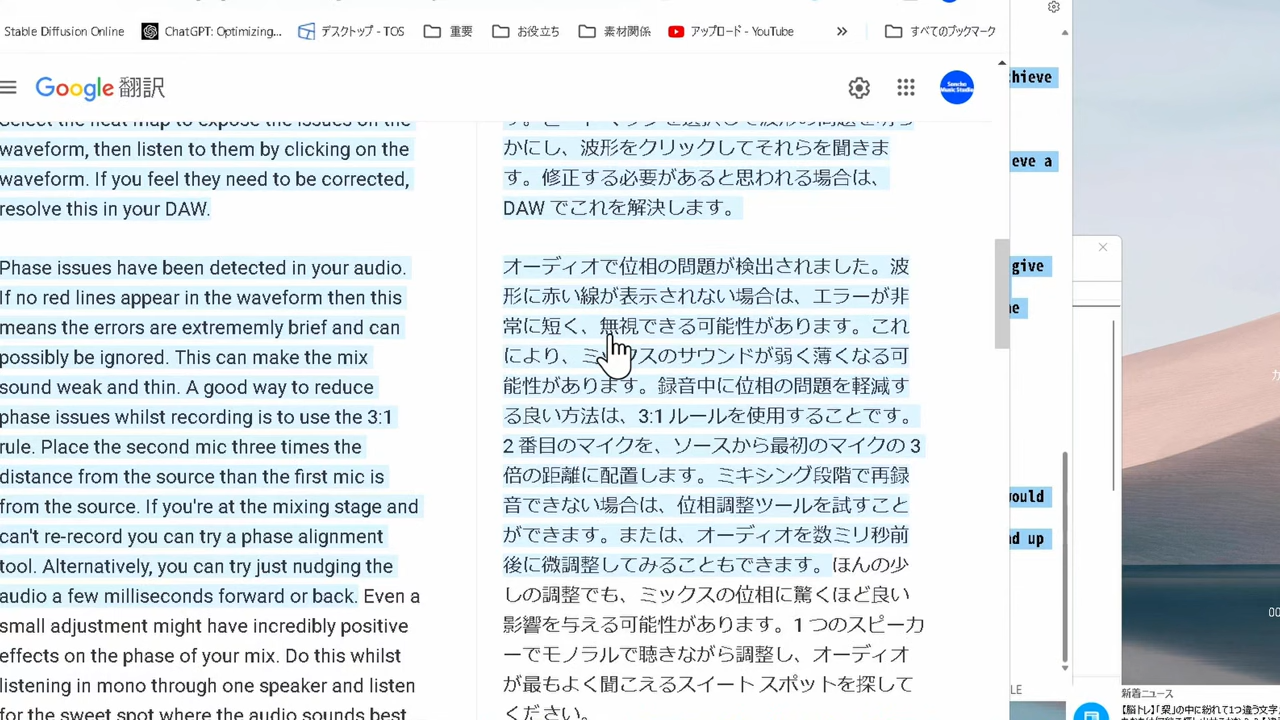 Stable Diffusion Online
ChatGPT: Optimizing...
デスクトップ - TOS
重要
お役立ち
素材関係
アップロード - YouTube
»
すべてのブックマーク
Google 翻訳
Soncho Music Studio
waveform, then listen to them by clicking on the
waveform. If you feel they need to be corrected,
resolve this in your DAW.
Phase issues have been detected in your audio.
If no red lines appear in the waveform then this
means the errors are extrememly brief and can
possibly be ignored. This can make the mix
sound weak and thin. A good way to reduce
phase issues whilst recording is to use the 3:1
rule. Place the second mic three times the
distance from the source than the first mic is
from the source. If you're at the mixing stage and
can't re-record you can try a phase alignment
tool. Alternatively, you can try just nudging the
audio a few milliseconds forward or back. Even a
small adjustment might have incredibly positive
effects on the phase of your mix. Do this whilst
listening in mono through one speaker and listen
for the sweet spot where the audio sounds best
かにし、波形をクリックしてそれらを聞きま
す。修正する必要があると思われる場合は、
DAW でこれを解決します。
オーディオで位相の問題が検出されました。波
形に赤い線が表示されない場合は、エラーが非
常に短く、無視できる可能性があります。これ
により、ミックスのサウンドが弱く薄くなる可
能性があります。録音中に位相の問題を軽減す
る良い方法は、3:1 ルールを使用することです。
2 番目のマイクを、ソースから最初のマイクの 3
倍の距離に配置します。ミキシング段階で再録
音できない場合は、位相調整ツールを試すこと
ができます。または、オーディオを数ミリ秒前
後に微調整してみることもできます。ほんの少
しの調整でも、ミックスの位相に驚くほど良い
影響を与える可能性があります。1 つのスピーカ
ーでモノラルで聴きながら調整し、オーディオ
が最もよく聞こえるスイート スポットを探して
ください。
hieve
eve a
give
ne
ould
d up
LE
00
新着ニュース